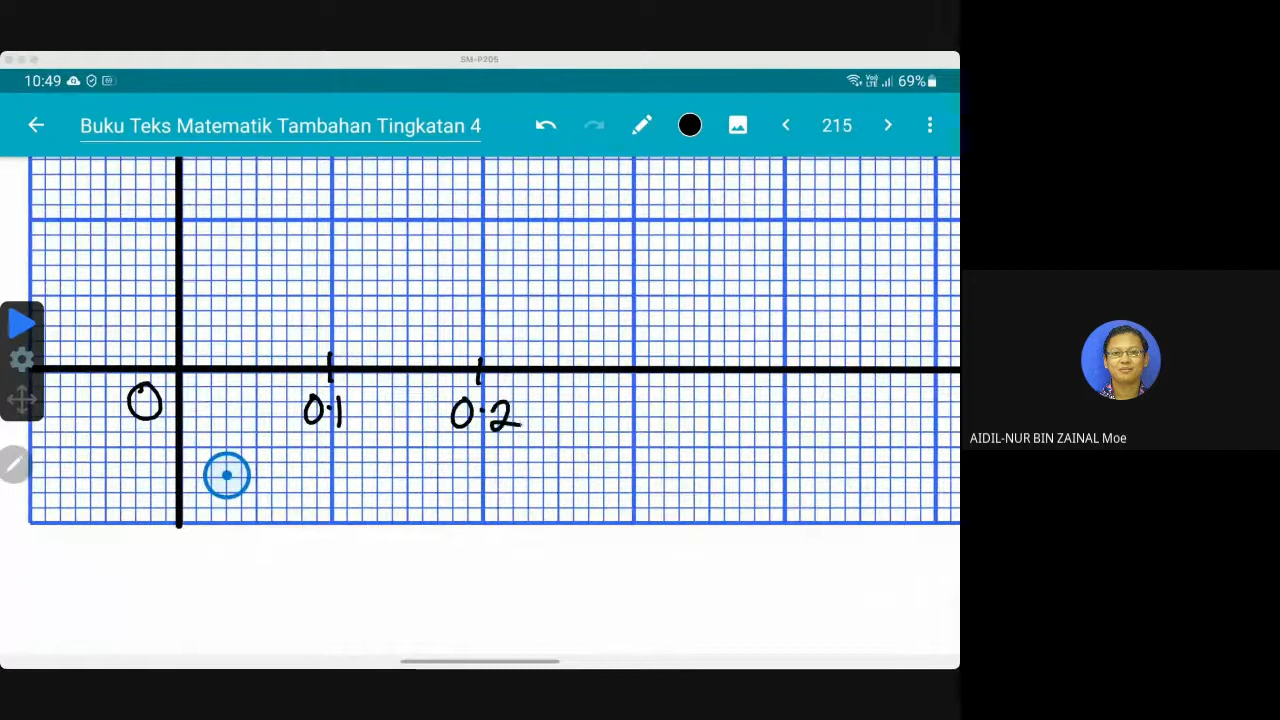 SM-P205
10:49 69%
Buku Teks Matematik Tambahan Tingkatan 4 215
0 0.1 0.2
AIDIL-NUR BIN ZAINAL Moe